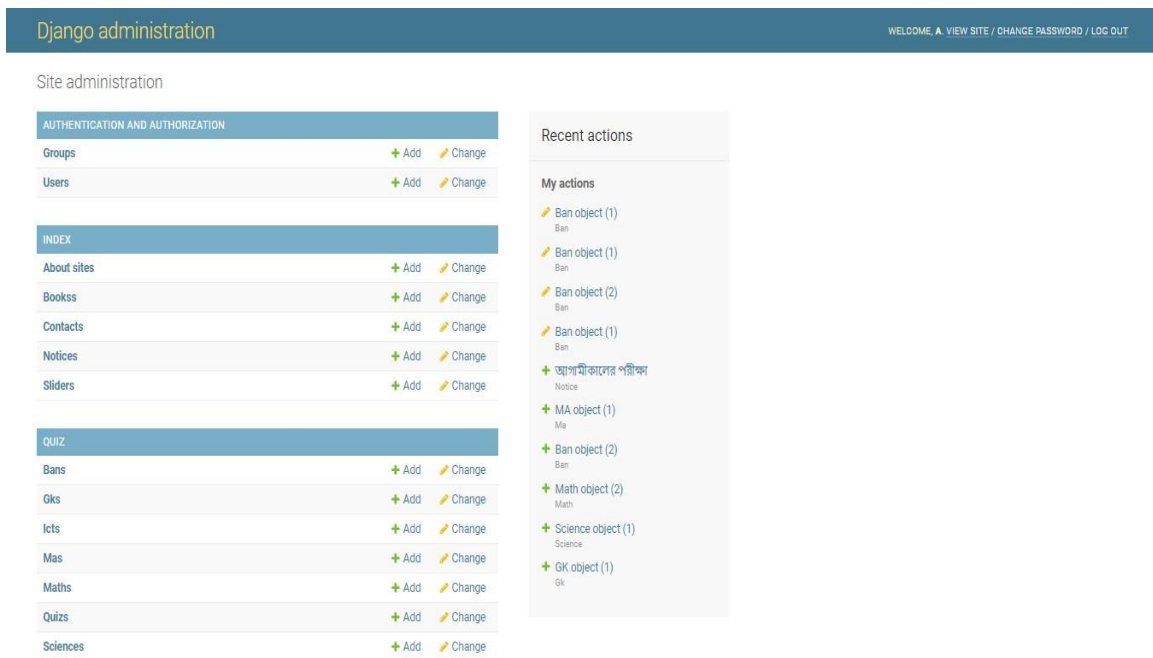 Django administration
WELCOME, A. VIEW SITE / CHANGE PASSWORD / LOG OUT
Site administration
AUTHENTICATION AND AUTHORIZATION
Groups + Add Change
Users + Add Change
INDEX
About sites + Add Change
Bookss + Add Change
Contacts + Add Change
Notices + Add Change
Sliders + Add Change
QUIZ
Bans + Add Change
Gks + Add Change
Icts + Add Change
Mas + Add Change
Maths + Add Change
Quizs + Add Change
Sciences + Add Change
Recent actions
My actions
Ban object (1)
Ban
Ban object (1)
Ban
Ban object (2)
Ban
Ban object (1)
Ban
+ আগামীকালের পরীক্ষা
Notice
+ MA object (1)
Ma
+ Ban object (2)
Ban
+ Math object (2)
Math
+ Science object (1)
Science
+ GK object (1)
Gk